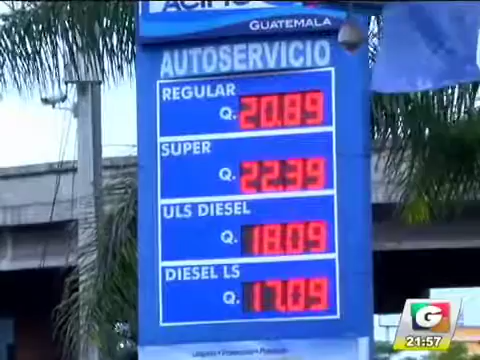 GUATEMALA
AUTOSERVICIO
REGULAR
Q. 20.89
SUPER
Q. 22.39
ULS DIESEL
Q. 18.09
DIESEL LS
Q. 17.09
G
21:57